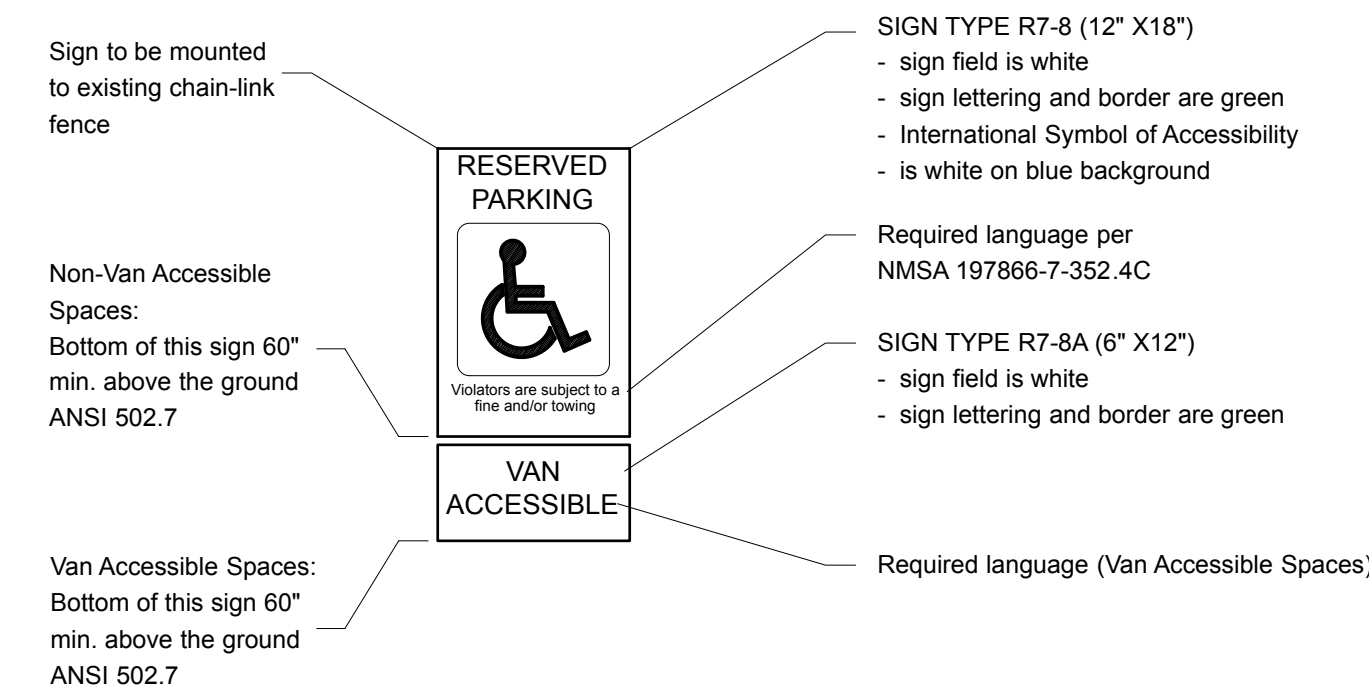 Sign to be mounted
to existing chain-link
fence
Non-Van Accessible
Spaces:
Bottom of this sign 60"
min. above the ground
ANSI 502.7
Van Accessible Spaces:
Bottom of this sign 60"
min. above the ground
ANSI 502.7
RESERVED
PARKING
Violators are subject to a
fine and/or towing
VAN
ACCESSIBLE
SIGN TYPE R7-8 (12" X18")
- sign field is white
- sign lettering and border are green
- International Symbol of Accessibility
- is white on blue background
Required language per
NMSA 197866-7-352.4C
SIGN TYPE R7-8A (6" X12")
- sign field is white
- sign lettering and border are green
Required language (Van Accessible Spaces)